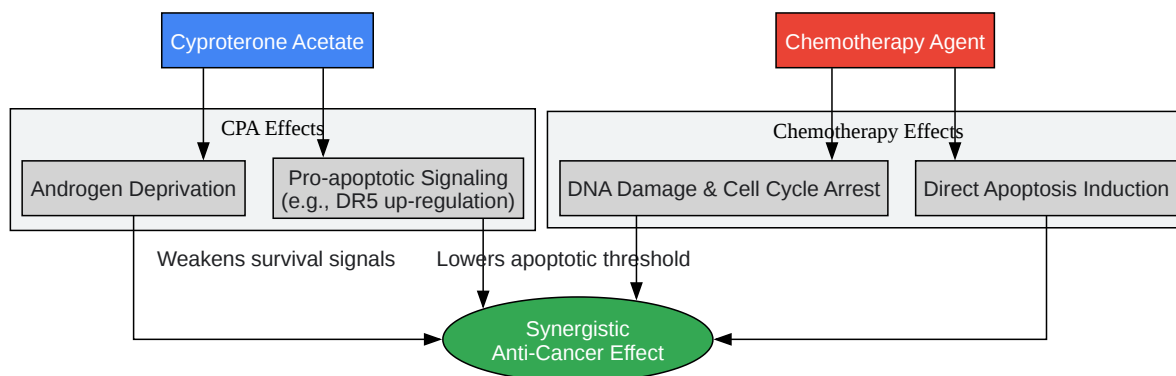 Cyproterone Acetate
Chemotherapy Agent
CPA Effects
Chemotherapy Effects
Androgen Deprivation
Pro-apoptotic Signaling
(e.g., DR5 up-regulation)
DNA Damage & Cell Cycle Arrest
Direct Apoptosis Induction
Weakens survival signals
Lowers apoptotic threshold
Synergistic
Anti-Cancer Effect